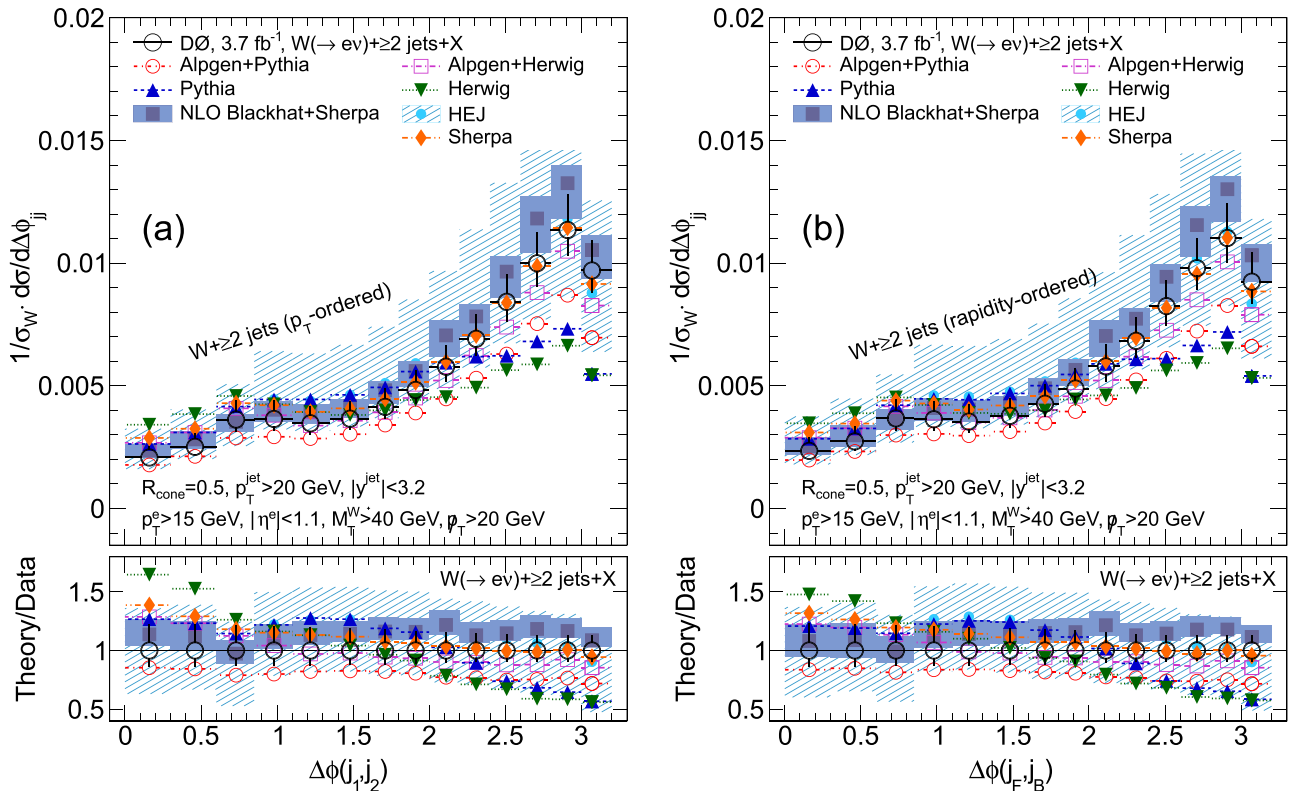 0.02
DØ, 3.7 fb⁻¹, W(→ eν)+≥2 jets+X
Alpgen+Pythia
Alpgen+Herwig
Pythia
Herwig
NLO Blackhat+Sherpa
HEJ
Sherpa
0.015
(a)
0.01
W+≥2 jets (p_T-ordered)
0.005
0
1/σ_W· dσ/dΔϕ_jj
R_cone=0.5, p_T^jet>20 GeV, |y^jet|<3.2
p_T^e>15 GeV, |η^e|<1.1, M_T^W>40 GeV, p̸_T>20 GeV
W(→ eν)+≥2 jets+X
1.5
1
0.5
Theory/Data
0 0.5 1 1.5 2 2.5 3
Δϕ(j_1,j_2)
0.02
DØ, 3.7 fb⁻¹, W(→ eν)+≥2 jets+X
Alpgen+Pythia
Alpgen+Herwig
Pythia
Herwig
NLO Blackhat+Sherpa
HEJ
Sherpa
0.015
(b)
0.01
W+≥2 jets (rapidity-ordered)
0.005
0
1/σ_W· dσ/dΔϕ_jj
R_cone=0.5, p_T^jet>20 GeV, |y^jet|<3.2
p_T^e>15 GeV, |η^e|<1.1, M_T^W>40 GeV, p̸_T>20 GeV
W(→ eν)+≥2 jets+X
1.5
1
0.5
Theory/Data
0 0.5 1 1.5 2 2.5 3
Δϕ(j_F,j_B)